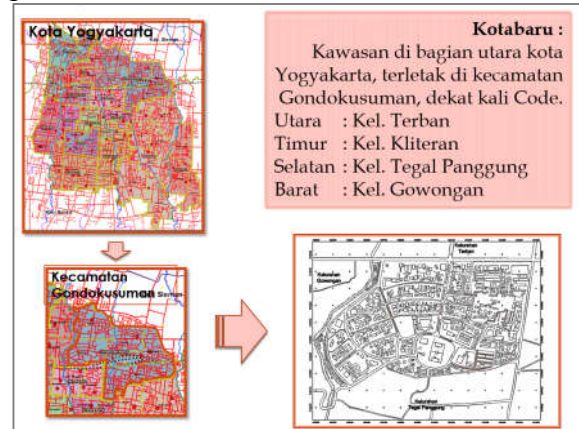 Kota Yogyakarta
Kotabaru :
Kawasan di bagian utara kota
Yogyakarta, terletak di kecamatan
Gondokusuman, dekat kali Code.
Utara : Kel. Terban
Timur : Kel. Kliteran
Selatan : Kel. Tegal Panggung
Barat : Kel. Gowongan
Kecamatan
Gondokusuman
Kelurahan
Terban
Kelurahan
Gowongan
Kelurahan
Tegal Panggung